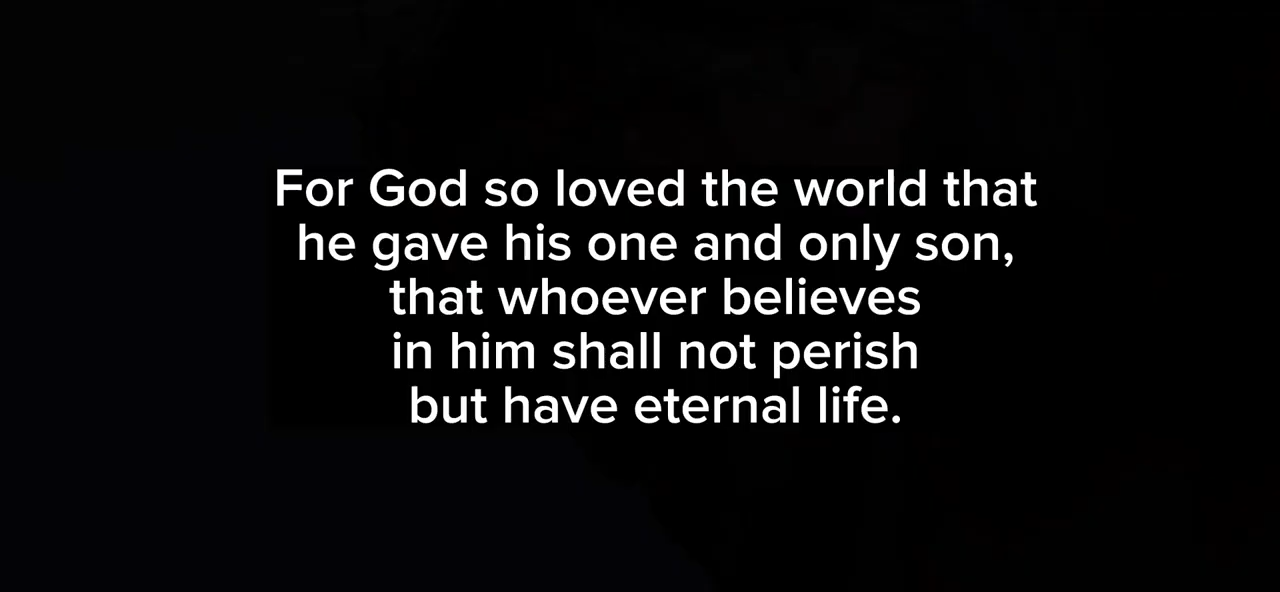 For God so loved the world that
he gave his one and only son,
that whoever believes
in him shall not perish
but have eternal life.